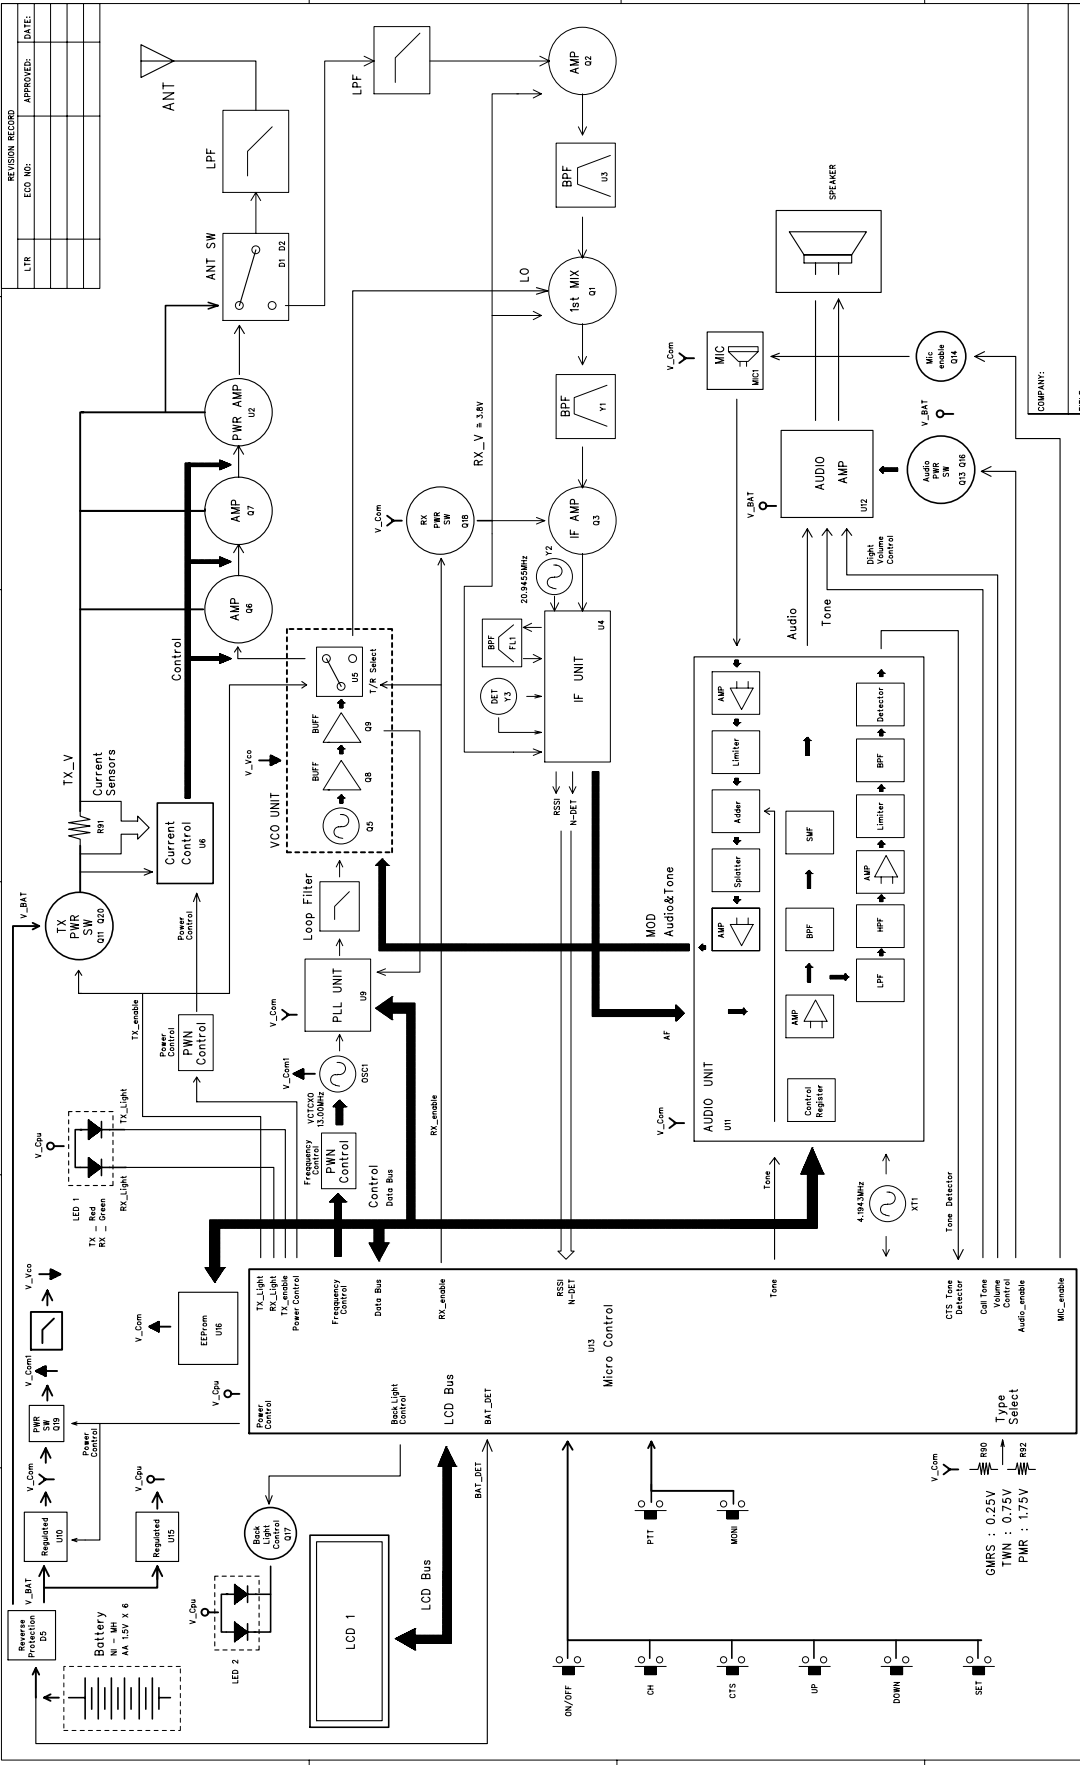 REVISION RECORD
LTR
ECO NO:
APPROVED:
DATE:
ANT
LPF
ANT SW
D1 D2
LPF
AMP
Q2
BPF
U3
LO
1st MIX
Q1
BPF
Y1
RX_V ≅ 3.8V
IF AMP
Q3
V_Com
RX
PWR
SW
Q18
20.9455MHz
Y2
BPF
FL1
DET
Y3
IF UNIT
U4
RSSI
N-DET
PWR AMP
U2
AMP
Q7
AMP
Q6
Control
TX_V
Current
Sensors
R91
Current
Control
U6
V_BAT
TX
PWR
SW
Q11 Q20
Power
Control
TX_enable
Power
Control
PWN
Control
V_Vco
VCO UNIT
Q5
BUFF
Q8
BUFF
Q9
U5
T/R Select
Loop Filter
V_Com
PLL UNIT
U9
V_Com1
OSC1
VCTCXO
13.00MHz
Freqquency
Control
PWN
Control
Control
Data Bus
RX_enable
MOD
Audio&Tone
AF
SPEAKER
V_Com
MIC
MIC1
Mic
enable
Q14
V_BAT
Audio
PWR
SW
Q13 Q16
V_BAT
AUDIO
AMP
U12
Dight
Volume
Control
Audio
Tone
COMPANY:
AMP
Limiter
Adder
Splatter
AMP
AMP
BPF
SMF
LPF
HPF
AMP
Limiter
BPF
Detector
Control
Register
V_Com
AUDIO UNIT
U11
Tone
4.1943MHz
XT1
Tone Detector
V_Cpu
LED 1
TX _ Red
RX _ Green
TX_Light
RX_Light
V_Com
EEProm
U16
V_Cpu
TX_Light
RX_Light
TX_enable
Power Control
Freqquency
Control
Data Bus
RX_enable
RSSI
N-DET
Tone
CTS Tone
Detector
Call Tone
Volume
Control
Audio_enable
MIC_enable
U13
Micro Control
Power
Control
Back Light
Control
LCD Bus
BAT_DET
Type
Select
V_Vco
V_Com1
PWR
SW
Q19
Power
Control
V_Com
Regulated
U10
V_Cpu
Regulated
U15
V_BAT
Reverse
Protection
D5
Battery
NI - MH
AA 1.5V X 6
V_Cpu
LED 2
Back
Light
Control
Q17
LCD 1
LCD Bus
BAT_DET
PTT
MONI
ON/OFF
CH
CTS
UP
DOWN
SET
V_Com
R90
R92
GMRS : 0.25V
TWN : 0.75V
PMR : 1.75V